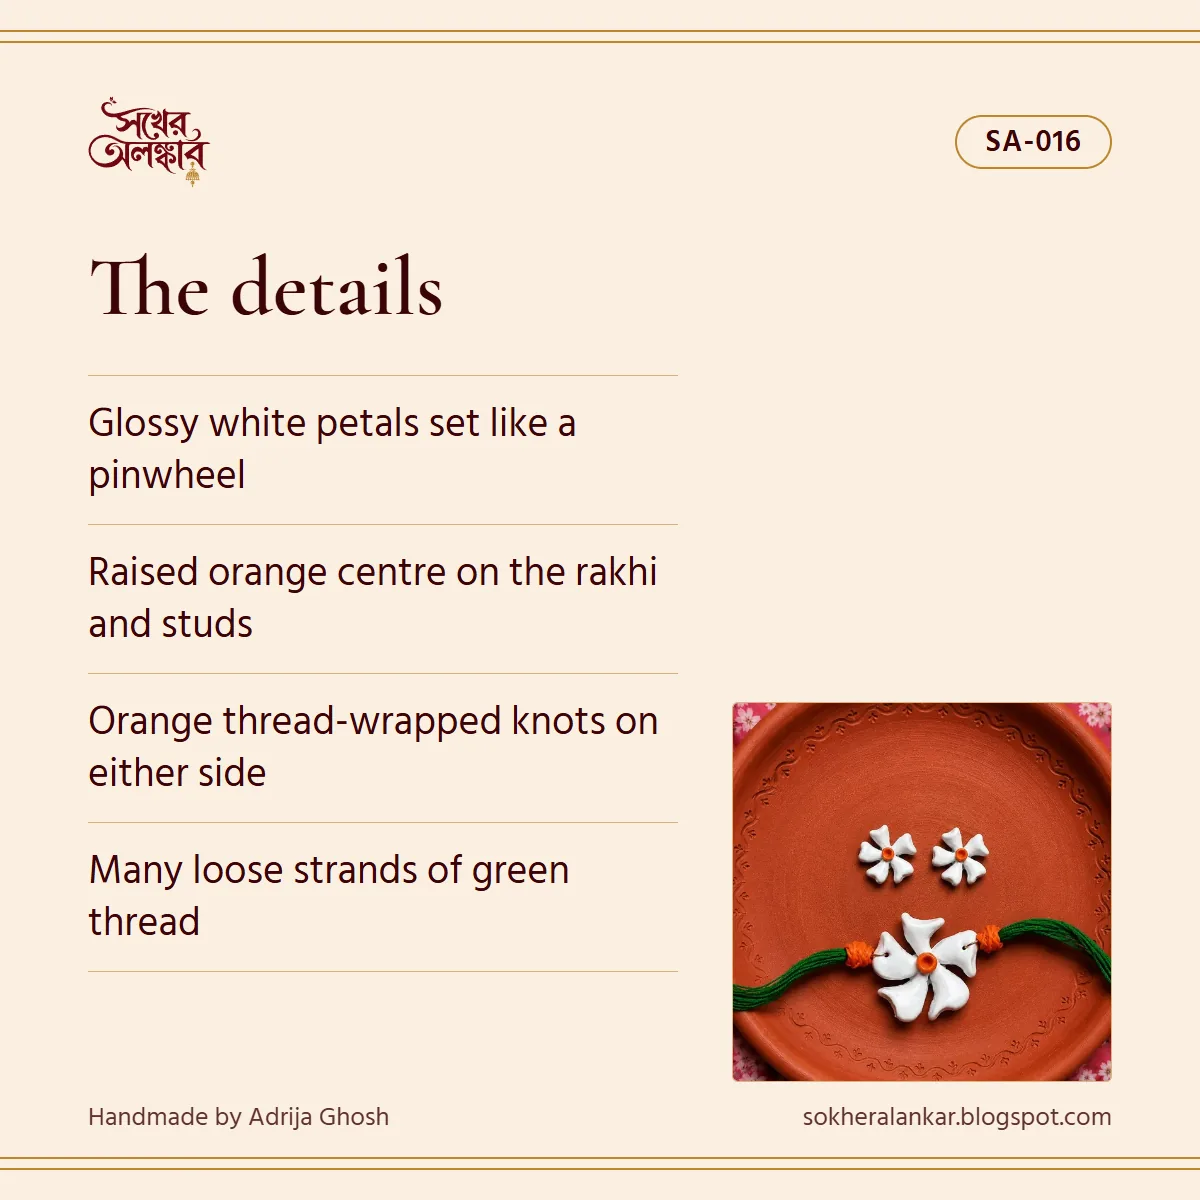 সখের
অলঙ্কার
SA-016
The details
Glossy white petals set like a
pinwheel
Raised orange centre on the rakhi
and studs
Orange thread-wrapped knots on
either side
Many loose strands of green
thread
Handmade by Adrija Ghosh
sokheralankar.blogspot.com